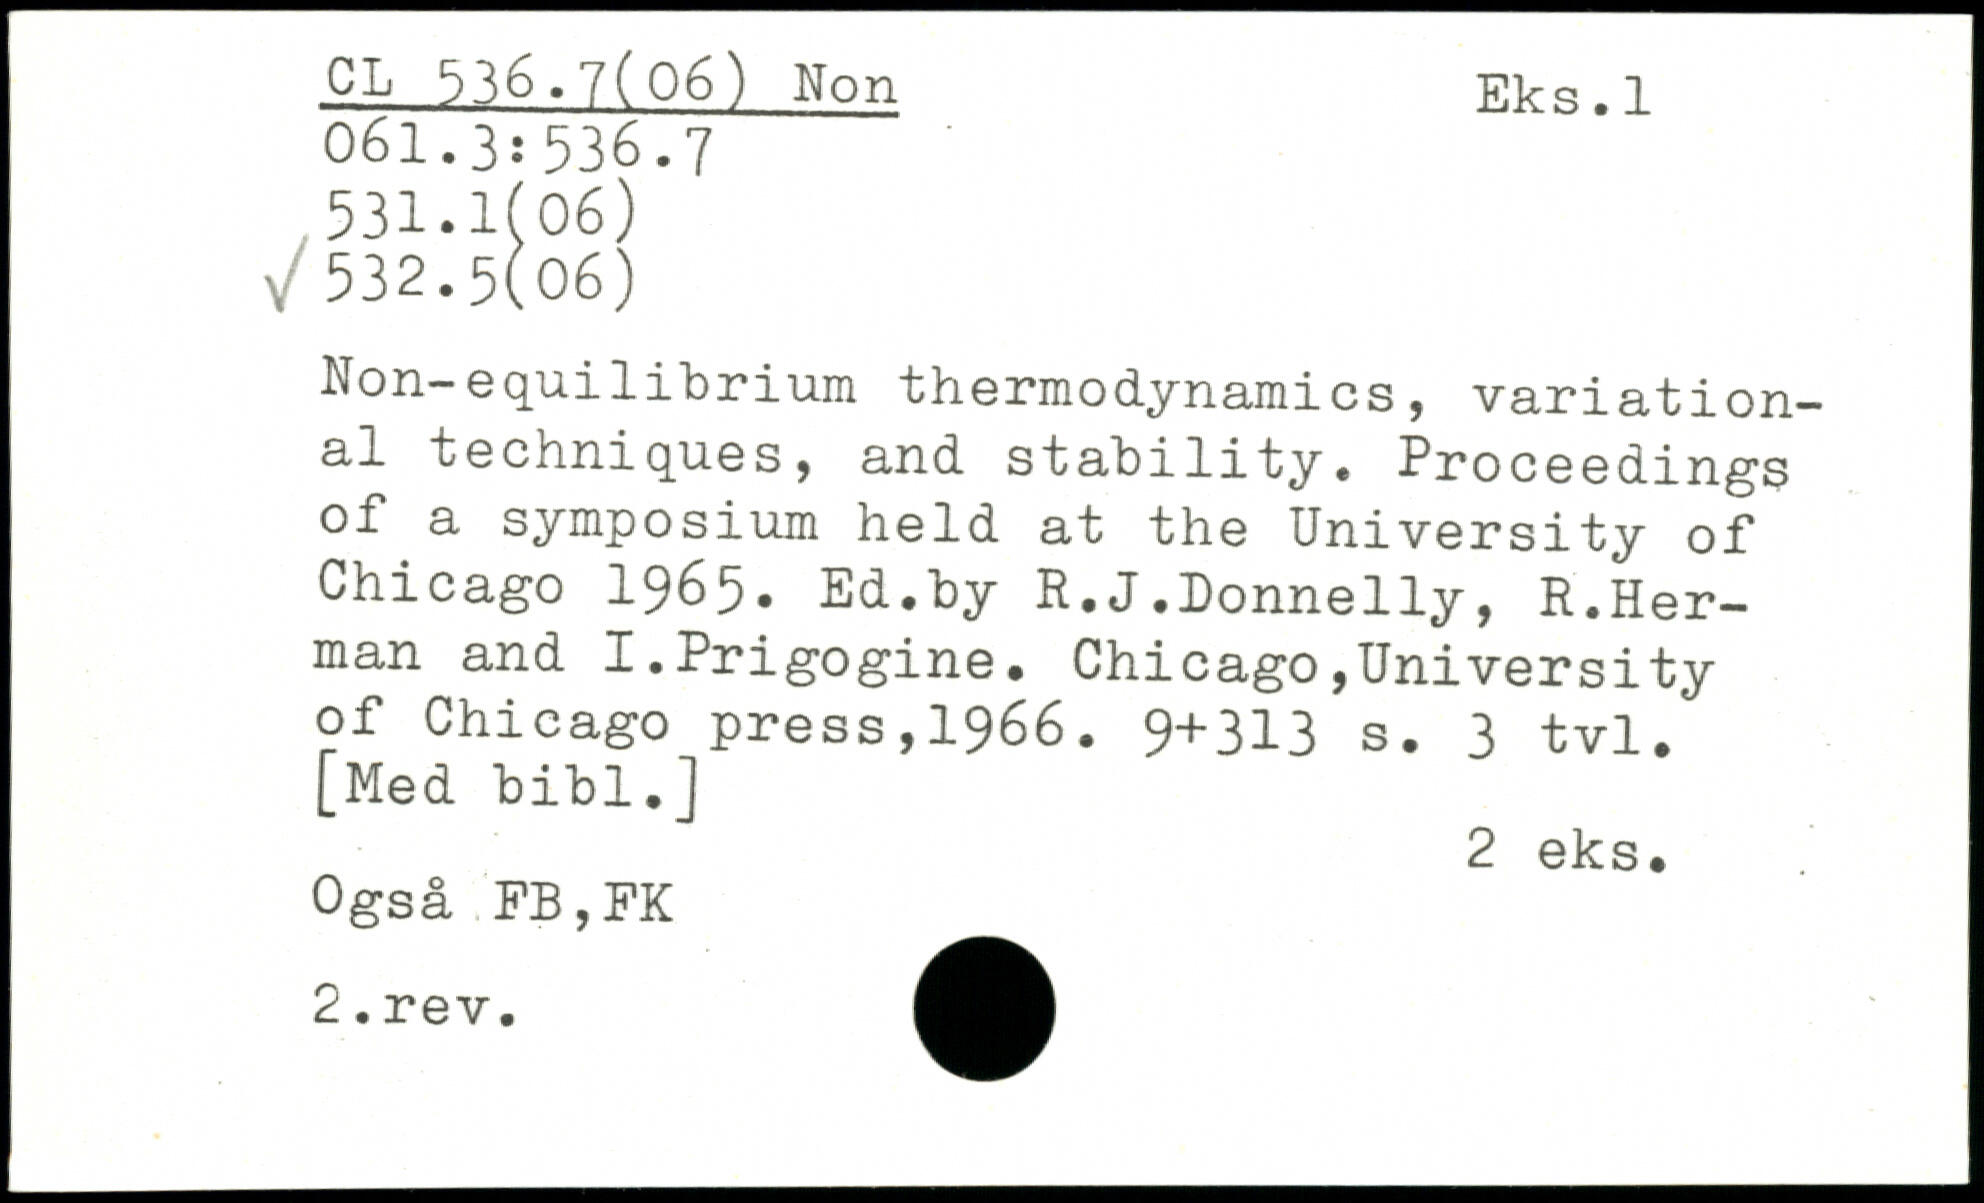 CL 536.7(06) Non
Eks.1
061.3:536.7
531.1(06)
√ 532.5(06)
Non-equilibrium thermodynamics, variation-
al techniques, and stability. Proceedings
of a symposium held at the University of
Chicago 1965. Ed.by R.J.Donnelly, R.Her-
man and I.Prigogine. Chicago,University
of Chicago press,1966. 9+313 s. 3 tvl.
[Med bibl.]
2 eks.
Også FB,FK
2.rev.